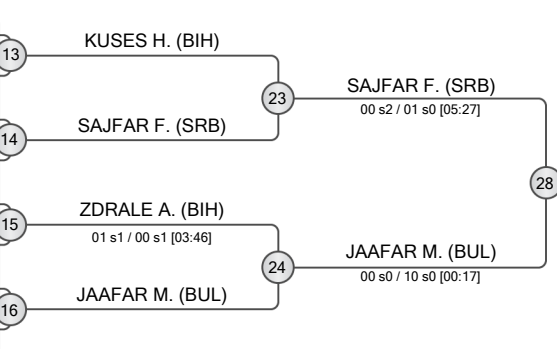 13
KUSES H. (BIH)
14
SAJFAR F. (SRB)
23
SAJFAR F. (SRB)
00 s2 / 01 s0 [05:27]
15
ZDRALE A. (BIH)
01 s1 / 00 s1 [03:46]
16
JAAFAR M. (BUL)
24
JAAFAR M. (BUL)
00 s0 / 10 s0 [00:17]
28